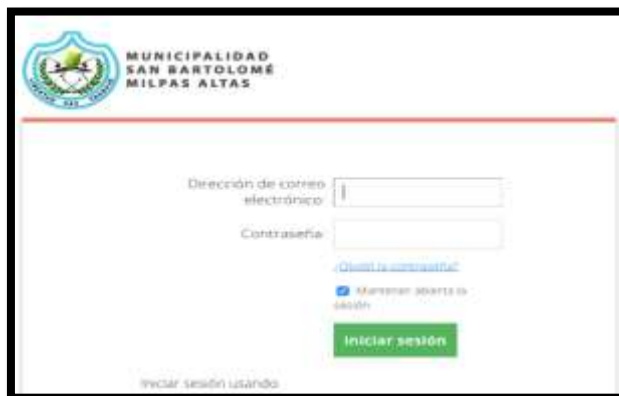 MUNICIPALIDAD
SAN BARTOLOMÉ
MILPAS ALTAS
Dirección de correo
electrónico
Contraseña
¿Olvidó la contraseña?
Mantener abierta la
sesión
Iniciar sesión
Iniciar sesión usando